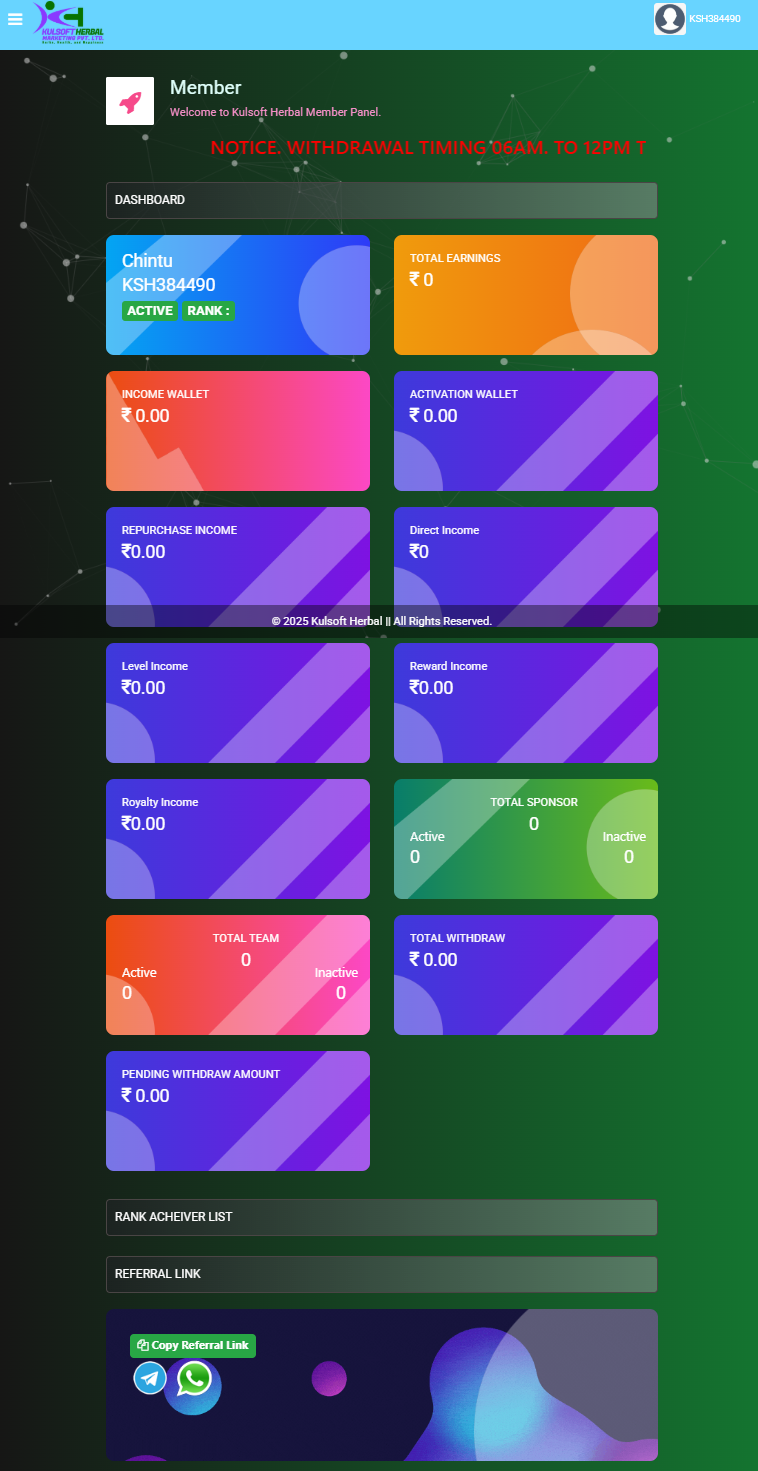 KULSOFT HERBAL
MARKETING PVT. LTD.
KSH384490
Member
Welcome to Kulsoft Herbal Member Panel.
NOTICE. WITHDRAWAL TIMING 06AM. TO 12PM T
DASHBOARD
Chintu
KSH384490
ACTIVE RANK :
TOTAL EARNINGS
₹ 0
INCOME WALLET
₹ 0.00
ACTIVATION WALLET
₹ 0.00
REPURCHASE INCOME
₹0.00
Direct Income
₹0
© 2025 Kulsoft Herbal || All Rights Reserved.
Level Income
₹0.00
Reward Income
₹0.00
Royalty Income
₹0.00
TOTAL SPONSOR
0
Active Inactive
0 0
TOTAL TEAM
0
Active Inactive
0 0
TOTAL WITHDRAW
₹ 0.00
PENDING WITHDRAW AMOUNT
₹ 0.00
RANK ACHEIVER LIST
REFERRAL LINK
Copy Referral Link